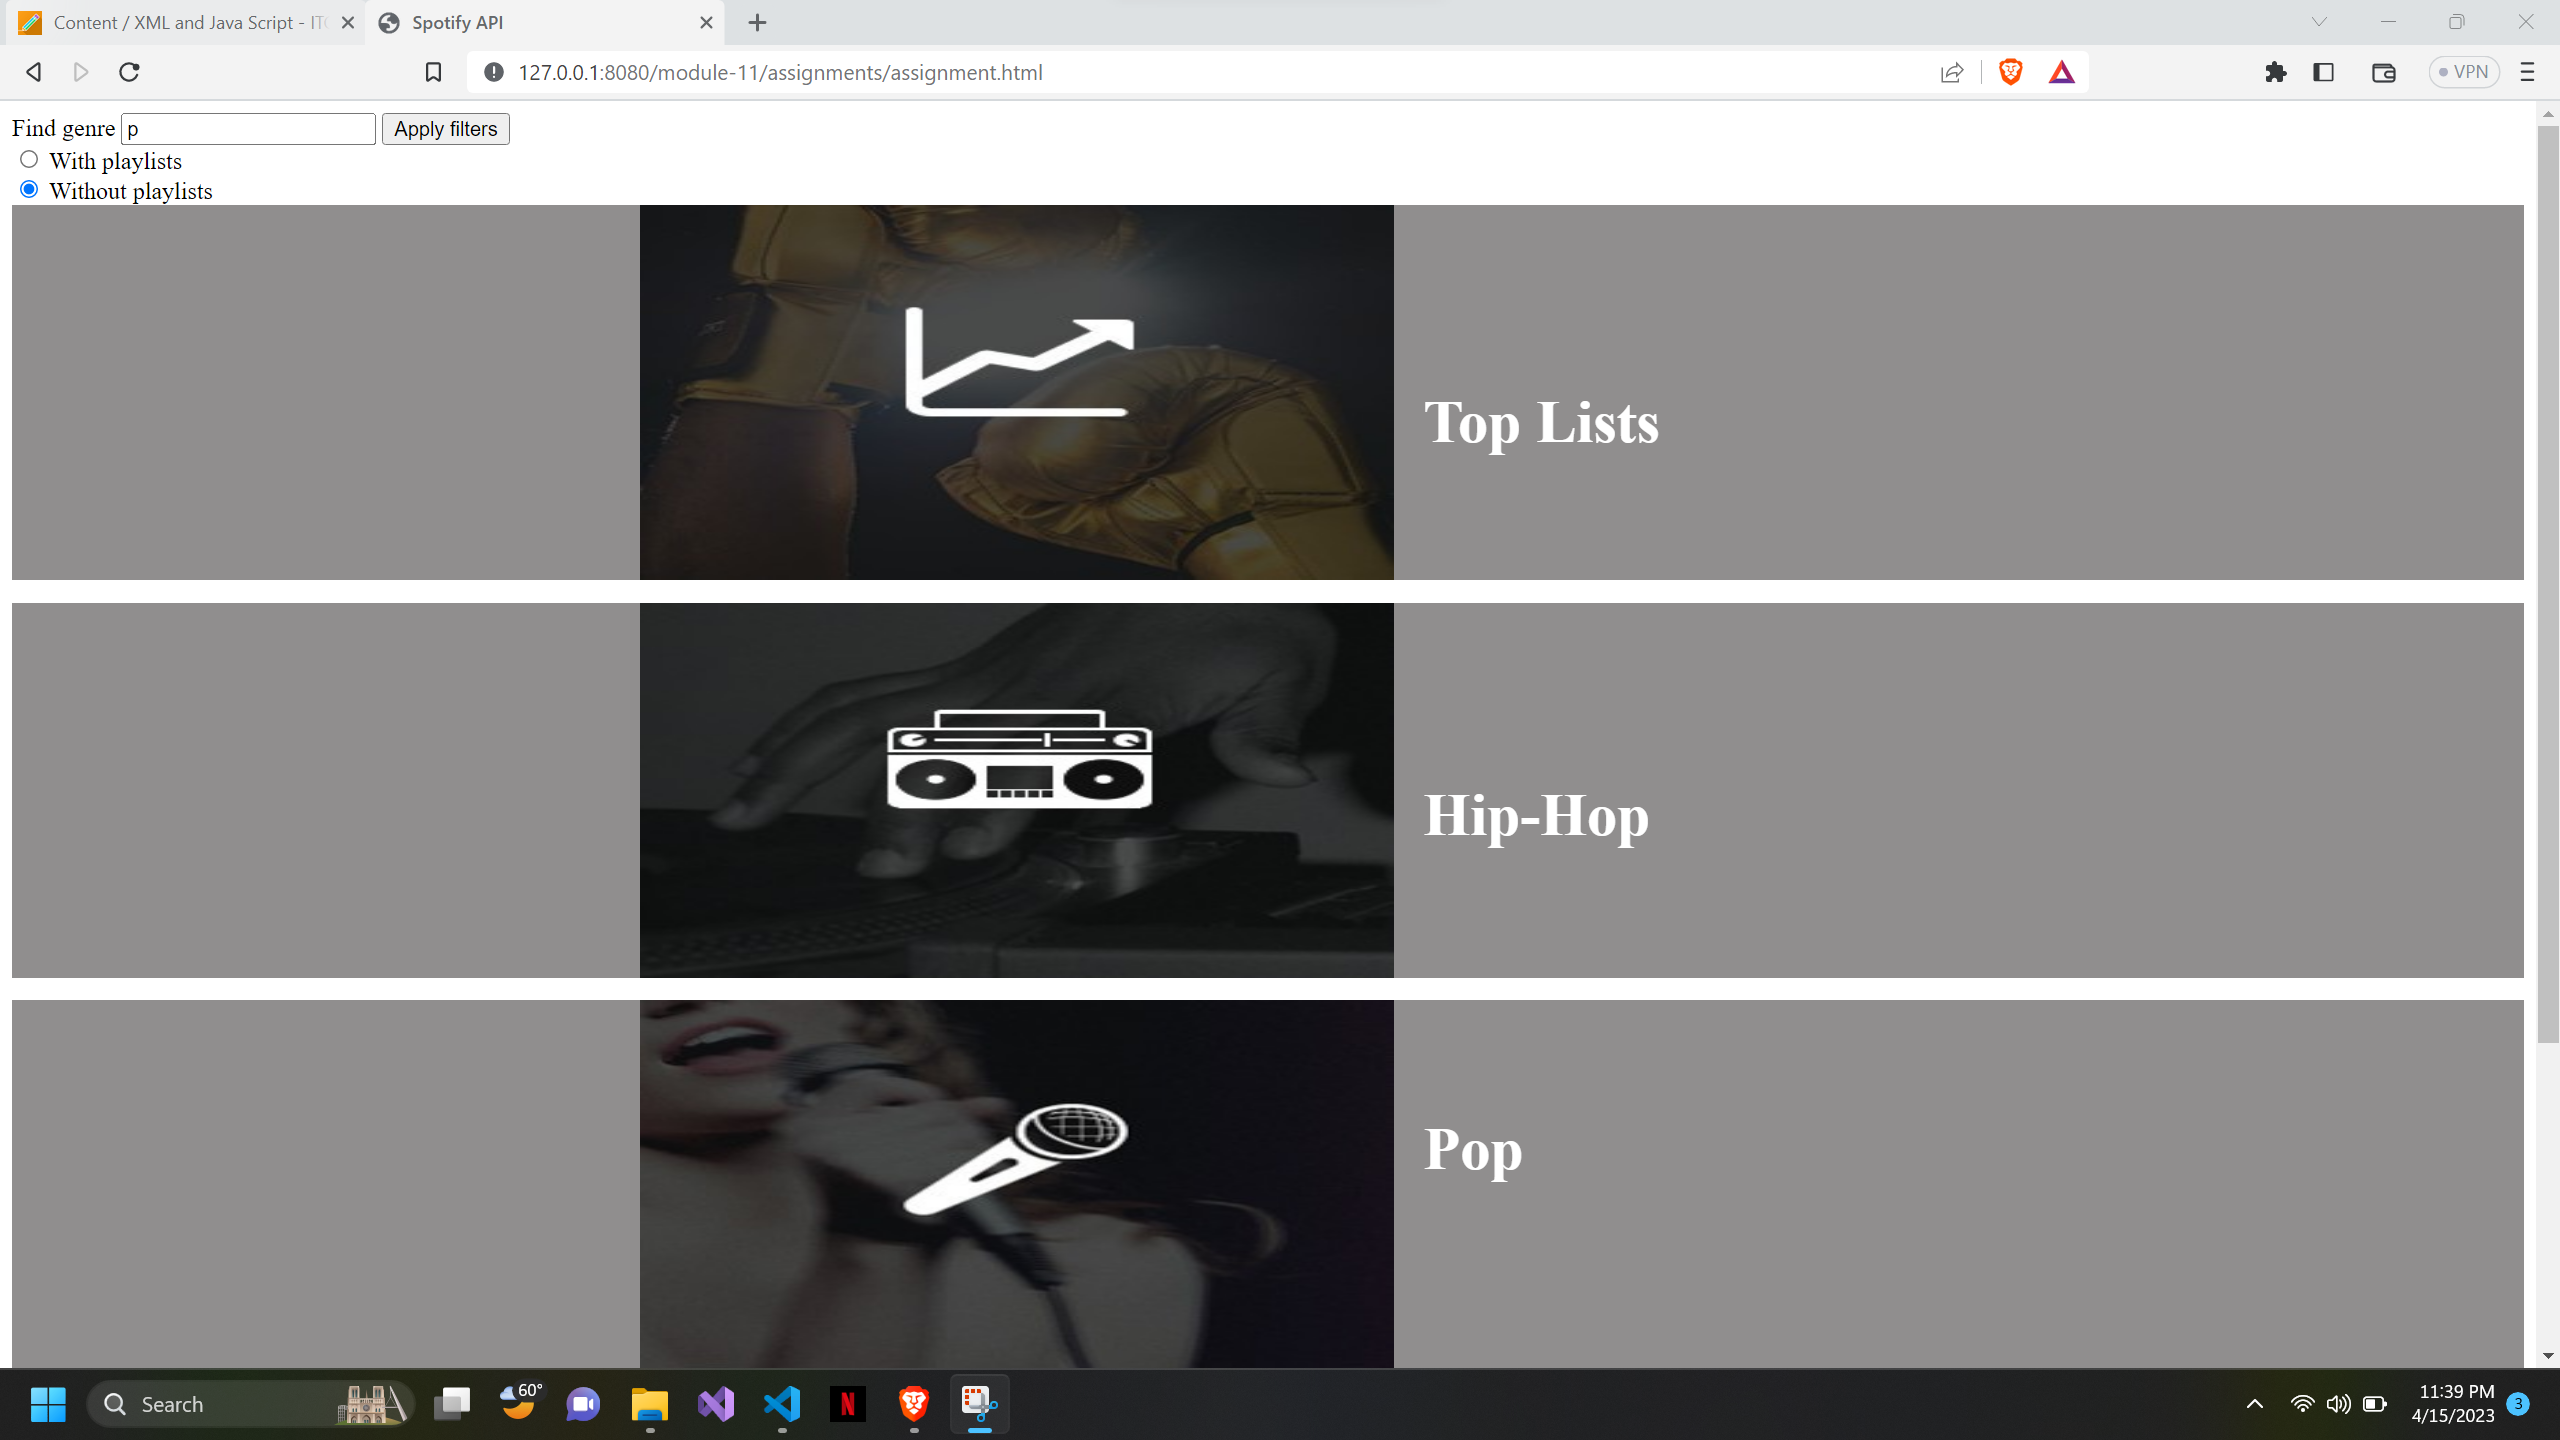 Content / XML and Java Script - ITC
Spotify API
127.0.0.1:8080/module-11/assignments/assignment.html
VPN
Find genre p Apply filters
With playlists
Without playlists
Top Lists
Hip-Hop
Pop
Search
60°
N
11:39 PM
4/15/2023
3